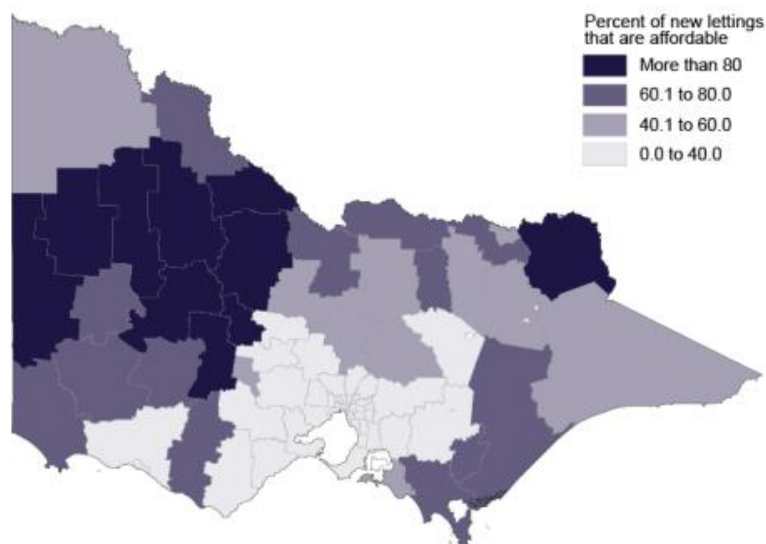 Percent of new lettings
that are affordable
More than 80
60.1 to 80.0
40.1 to 60.0
0.0 to 40.0